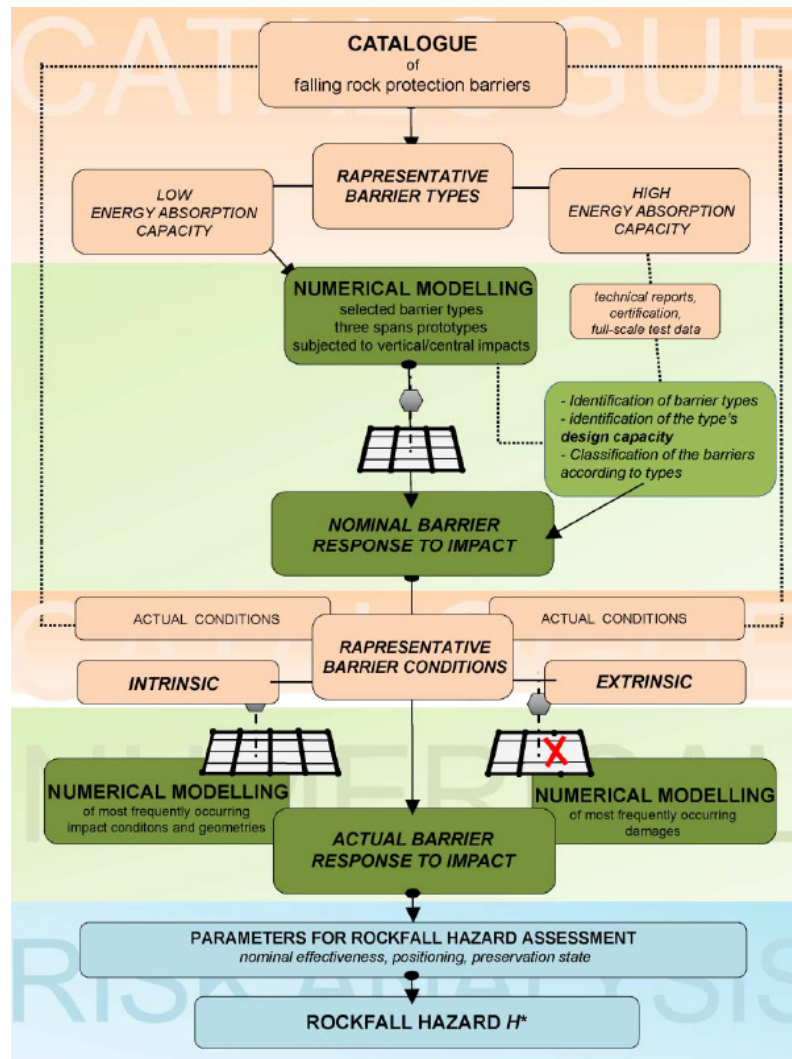 CATALOGUE
CATALOGUE
of
falling rock protection barriers
RAPRESENTATIVE
BARRIER TYPES
LOW
ENERGY ABSORPTION
CAPACITY
HIGH
ENERGY ABSORPTION
CAPACITY
NUMERICAL MODELLING
selected barrier types
three spans prototypes
subjected to vertical/central impacts
technical reports,
certification,
full-scale test data
- Identification of barrier types
- identification of the type's
design capacity
- Classification of the barriers
according to types
NOMINAL BARRIER
RESPONSE TO IMPACT
CATALOGUE
ACTUAL CONDITIONS
ACTUAL CONDITIONS
RAPRESENTATIVE
BARRIER CONDITIONS
INTRINSIC
EXTRINSIC
NUMERICAL
X
NUMERICAL MODELLING
of most frequently occurring
impact conditons and geometries
NUMERICAL MODELLING
of most frequently occurring
damages
ACTUAL BARRIER
RESPONSE TO IMPACT
PARAMETERS FOR ROCKFALL HAZARD ASSESSMENT
nominal effectiveness, positioning, preservation state
RISK ANALYSIS
ROCKFALL HAZARD H*